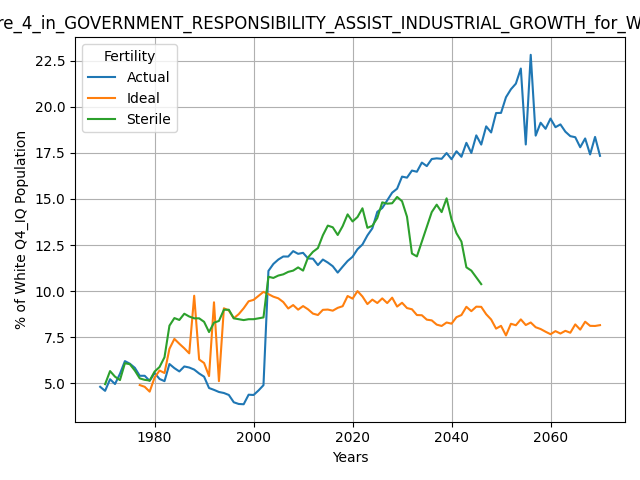 re_4_in_GOVERNMENT_RESPONSIBILITY_ASSIST_INDUSTRIAL_GROWTH_for_W
Fertility
Actual
Ideal
Sterile
22.5
20.0
17.5
15.0
12.5
10.0
7.5
5.0
% of White Q4_IQ Population
1980
2000
2020
2040
2060
Years